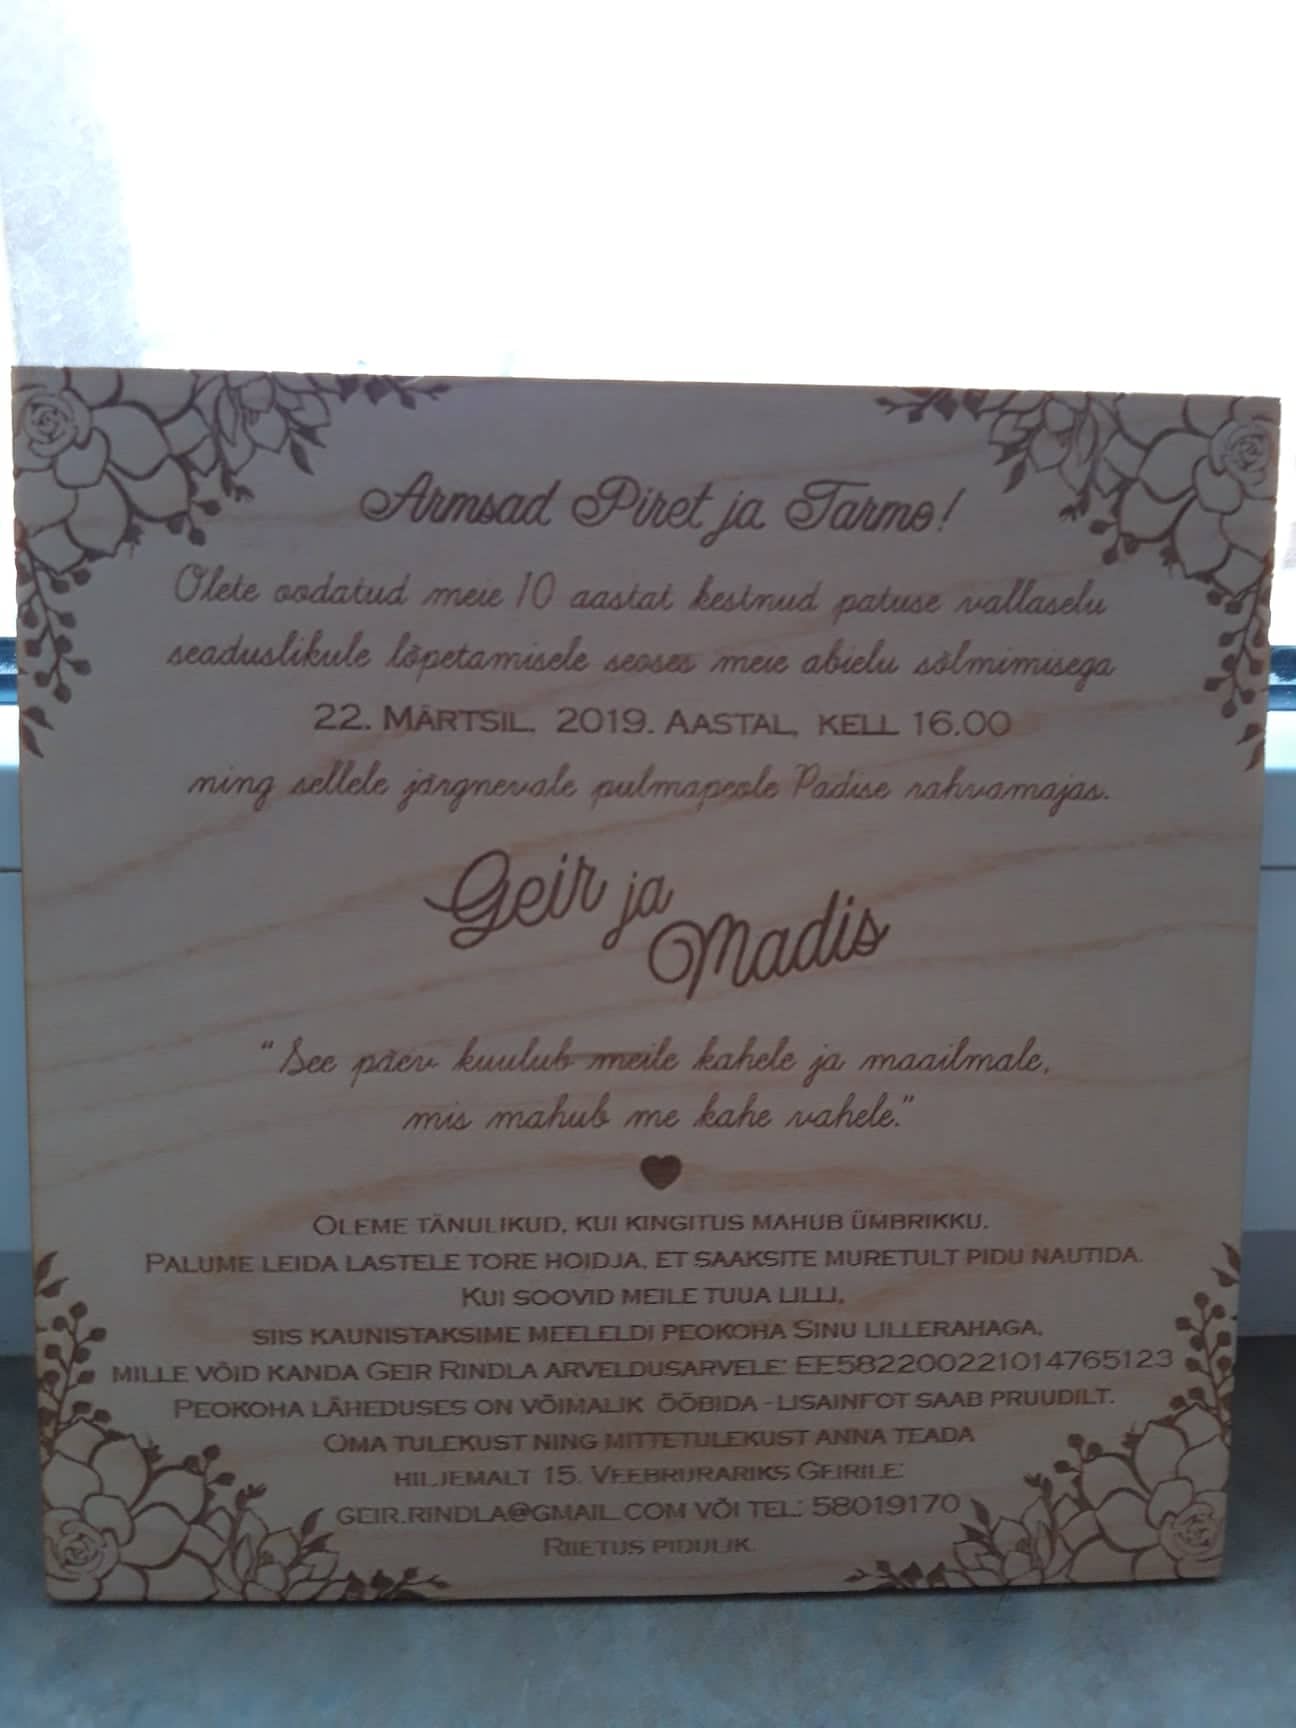 Armsad Piret ja Tarmo!
Olete oodatud meie 10 aastat kestnud patuse vallaselu
seaduslikule lõpetamisele seoses meie abielu sõlmimisega
22. MÄRTSIL, 2019. AASTAL, KELL 16.00
ning sellele järgnevale pulmapeole Padise rahvamajas.
Geir ja
Madis
"See päev kuulub meile kahele ja maailmale,
mis mahub me kahe vahele."
OLEME TÄNULIKUD, KUI KINGITUS MAHUB ÜMBRIKKU.
PALUME LEIDA LASTELE TORE HOIDJA, ET SAAKSITE MURETULT PIDU NAUTIDA.
KUI SOOVID MEILE TUUA LILLI,
SIIS KAUNISTAKSIME MEELELDI PEOKOHA SINU LILLERAHAGA,
MILLE VÕID KANDA GEIR RINDLA ARVELDUSARVELE: EE582200221014765123
PEOKOHA LÄHEDUSES ON VÕIMALIK ÖÖBIDA - LISAINFOT SAAB PRUUDILT.
OMA TULEKUST NING MITTETULEKUST ANNA TEADA
HILJEMALT 15. VEEBRURARIKS GEIRILE:
GEIR.RINDLA@GMAIL.COM VÕI TEL: 58019170
RIIETUS PIDULIK.